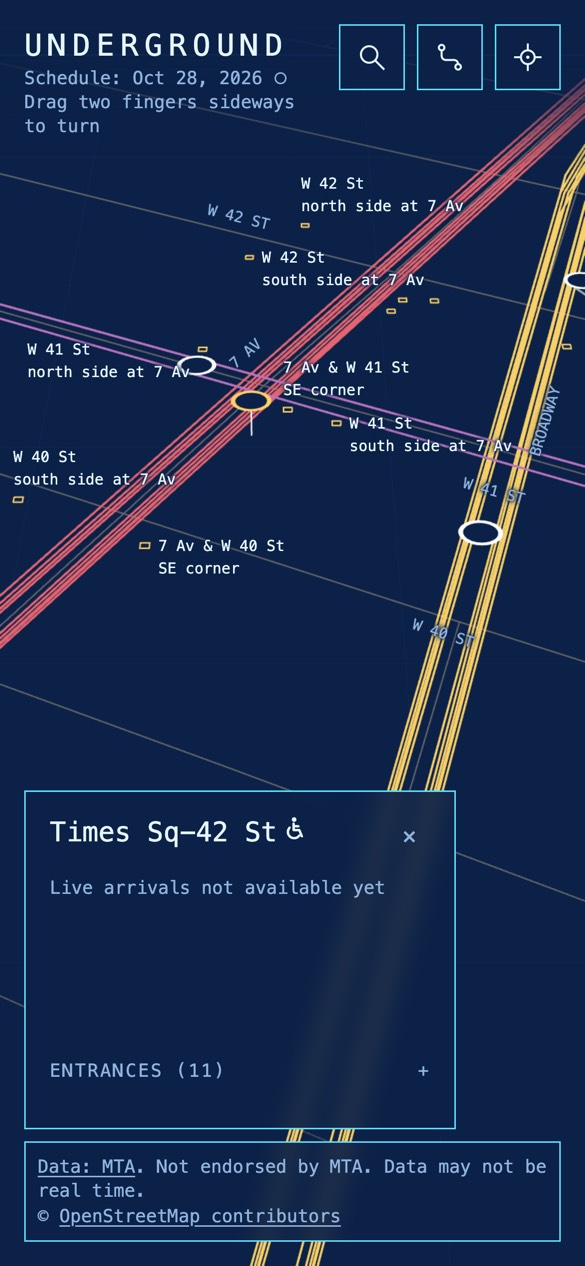 UNDERGROUND
Schedule: Oct 28, 2026
Drag two fingers sideways
to turn
W 42 St
north side at 7 Av
W 42 ST
W 42 St
south side at 7 Av
7 AV
W 41 St
north side at 7 Av
7 Av & W 41 St
SE corner
W 41 St
south side at 7 Av
BROADWAY
W 40 St
south side at 7 Av
W 41 ST
7 Av & W 40 St
SE corner
W 40 ST
Times Sq–42 St
×
Live arrivals not available yet
ENTRANCES (11)
+
Data: MTA. Not endorsed by MTA. Data may not be
real time.
© OpenStreetMap contributors